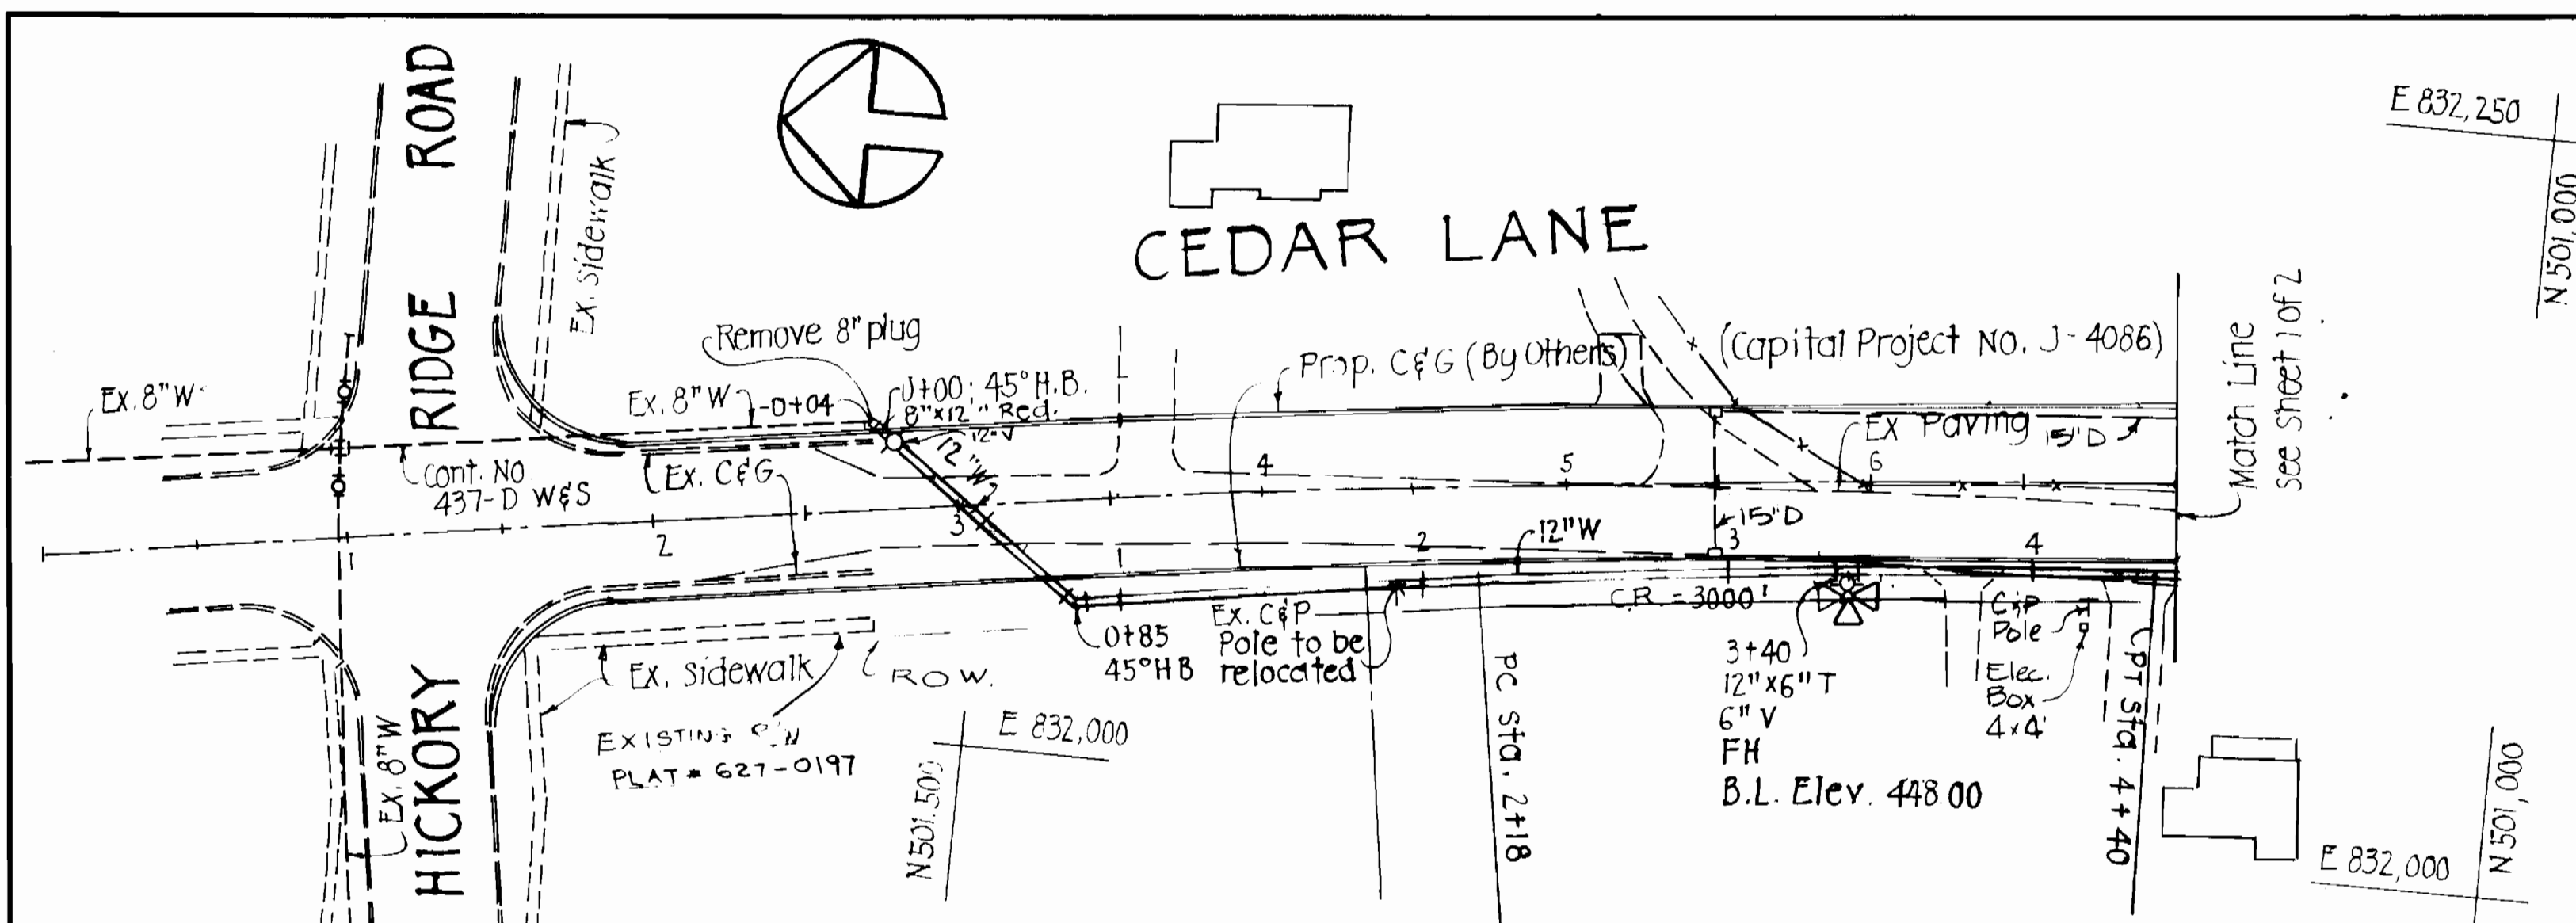 HICKORY RIDGE ROAD
CEDAR LANE
E 832,250
N 501,000
Ex. Sidewalk
Remove 8" plug
Ex. 8" W
Ex. 8" W
-0+04
0+00; 45° H.B.
8"x12" Red.
12" V
12" W
Prop. C&G (By Others)
(Capital Project No. J-4086)
Match Line
See Sheet 1 of 2
Ex Paving
15" D
Cont. No
437-D W&S
Ex. C&G
1
2
3
4
5
6
15" D
12" W
1
2
3
4
C.R. = 3000'
0+85
45° HB
Ex. C&P
Pole to be
relocated
Ex. Sidewalk
R O W.
EXISTING
PLAT # 627-0197
Ex. 8" W
E 832,000
N 501,500
PC Sta. 2+18
3+40
12" x 6" T
6" V
FH
B.L. Elev. 448.00
C&P
Pole
Elec.
Box
4x4'
CPT Sta. 4+40
E 832,000
N 501,000